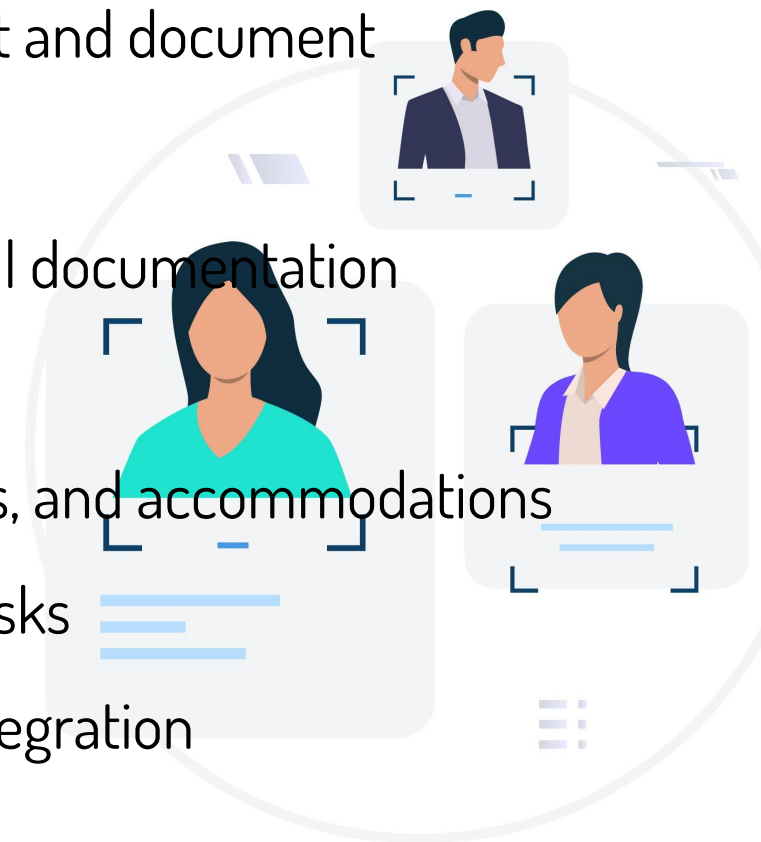 t and document
l documentation
s, and accommodations
sks
egration